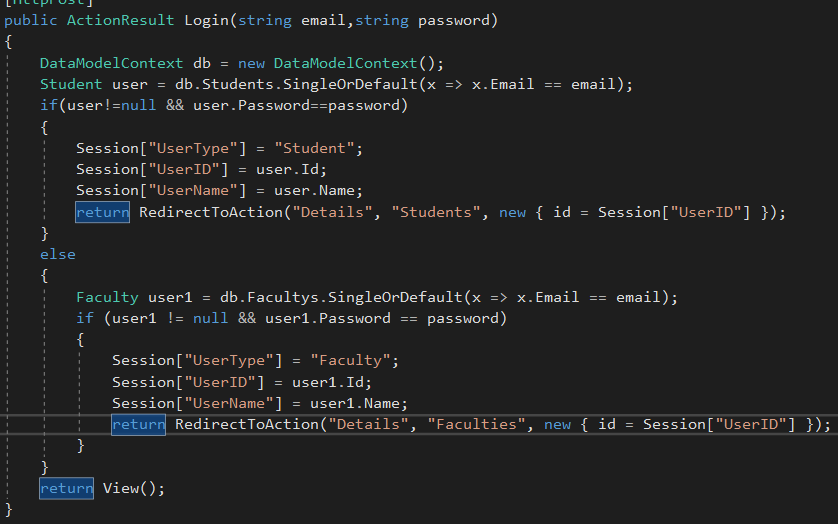 [HttpPost]
public ActionResult Login(string email,string password)
{
DataModelContext db = new DataModelContext();
Student user = db.Students.SingleOrDefault(x => x.Email == email);
if(user!=null && user.Password==password)
{
Session["UserType"] = "Student";
Session["UserID"] = user.Id;
Session["UserName"] = user.Name;
return RedirectToAction("Details", "Students", new { id = Session["UserID"] });
}
else
{
Faculty user1 = db.Facultys.SingleOrDefault(x => x.Email == email);
if (user1 != null && user1.Password == password)
{
Session["UserType"] = "Faculty";
Session["UserID"] = user1.Id;
Session["UserName"] = user1.Name;
return RedirectToAction("Details", "Faculties", new { id = Session["UserID"] });
}
}
return View();
}